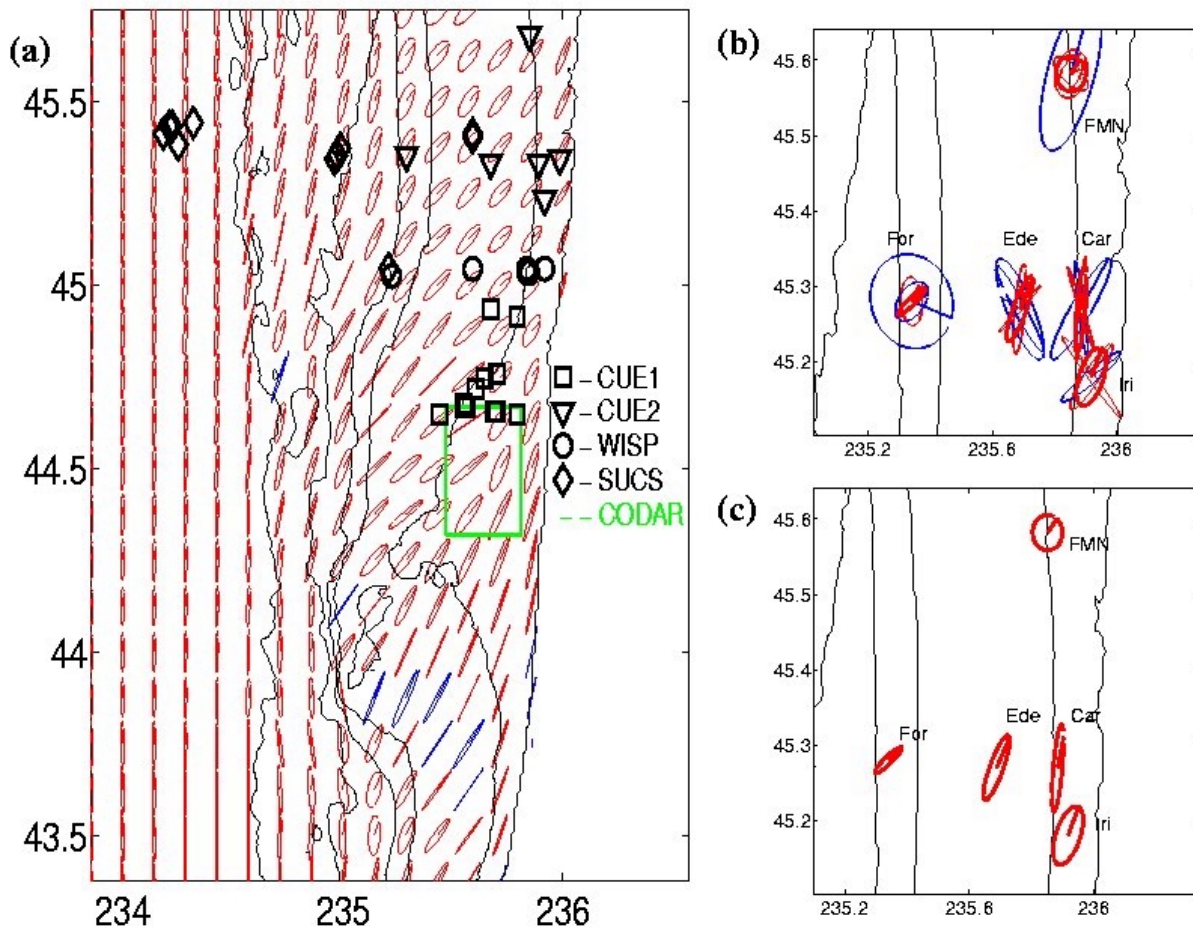 (a)
45.5
45
44.5
44
43.5
234
235
236
□ – CUE1
▽ – CUE2
○ – WISP
◇ – SUCS
-- CODAR
(b)
45.6
45.5
45.4
45.3
45.2
235.2
235.6
236
FMN
For
Ede
Car
Iri
(c)
45.6
45.5
45.4
45.3
45.2
235.2
235.6
236
FMN
For
Ede
Car
Iri